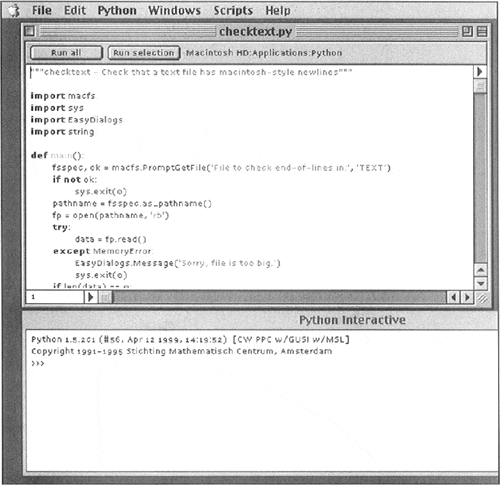 File Edit Python Windows Scripts Help
checktext.py
Run all Run selection Macintosh HD:Applications:Python
"""checktext - Check that a text file has macintosh-style newlines"""
import macfs
import sys
import EasyDialogs
import string
def main():
fsspec, ok = macfs.PromptGetFile('File to check end-of-lines in:', 'TEXT')
if not ok:
sys.exit(0)
pathname = fsspec.as_pathname()
fp = open(pathname, 'rb')
try:
data = fp.read()
except MemoryError:
EasyDialogs.Message('Sorry, file is too big.')
sys.exit(0)
if len(data) == 0:
1
Python Interactive
Python 1.5.2c1 (#56, Apr 12 1999, 14:19:52) [CW PPC w/GUSI w/MSL]
Copyright 1991-1995 Stichting Mathematisch Centrum, Amsterdam
>>>